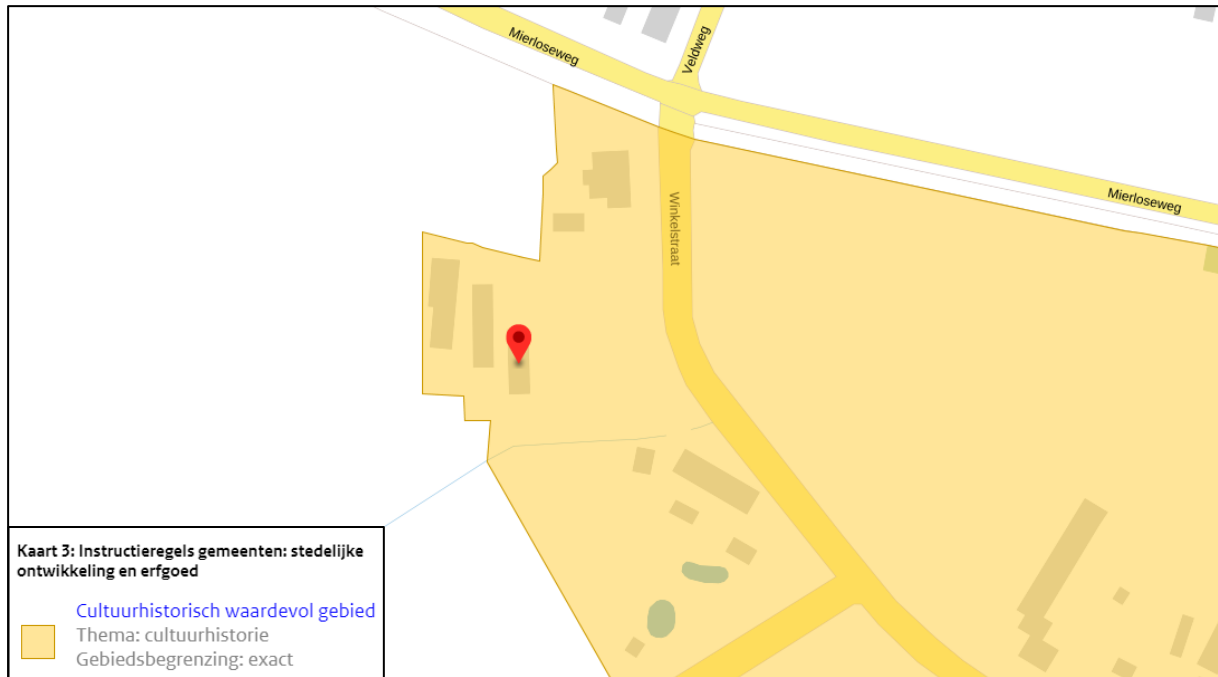 Mierloseweg
Veldweg
Mierloseweg
Winkelstraat
Kaart 3: Instructieregels gemeenten: stedelijke
ontwikkeling en erfgoed
Cultuurhistorisch waardevol gebied
Thema: cultuurhistorie
Gebiedsbegrenzing: exact